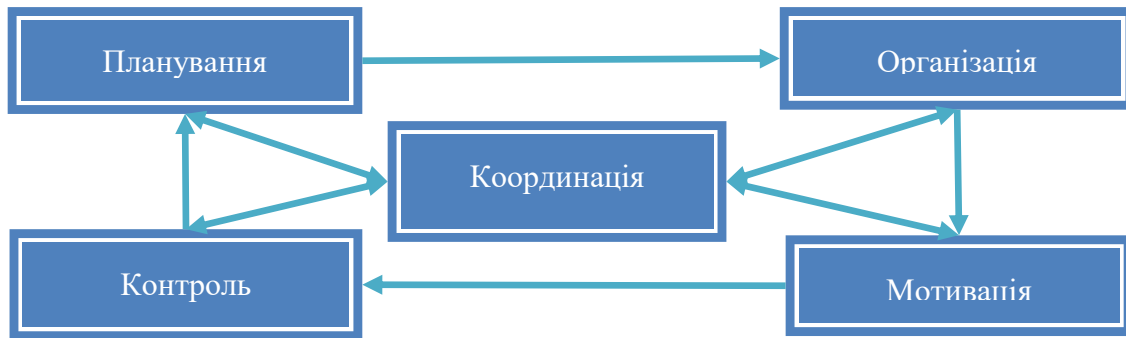 Планування
Організація
Координація
Контроль
Мотивація